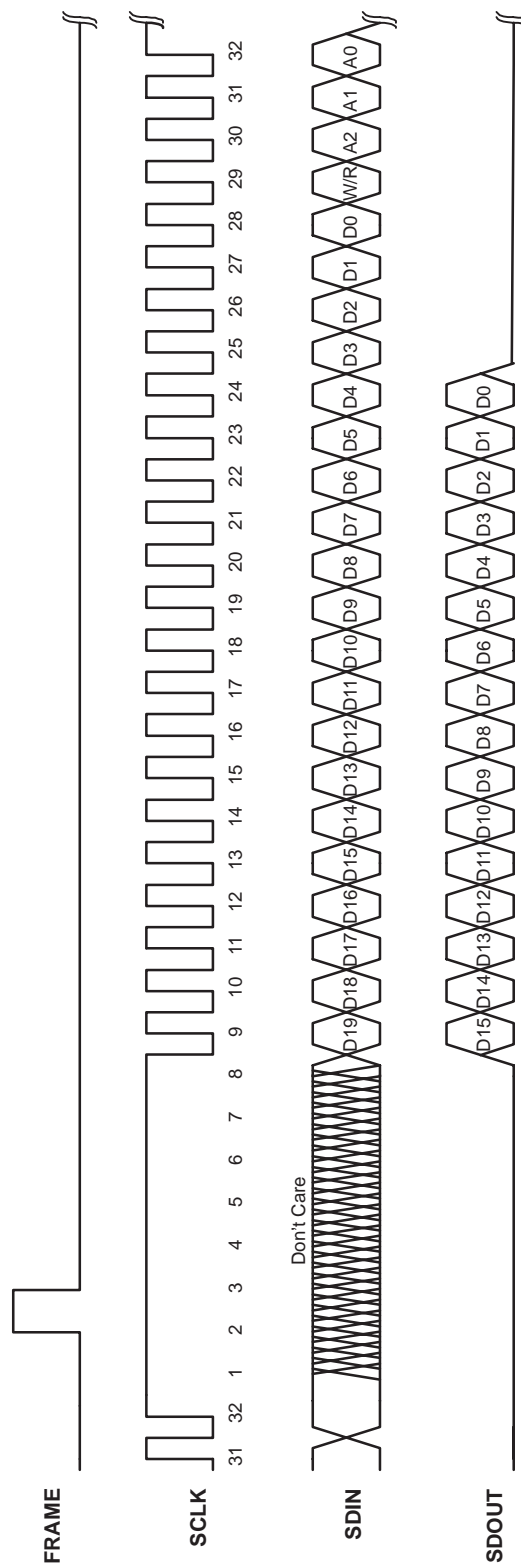 FRAME
SCLK
31 32 1 2 3 4 5 6 7 8 9 10 11 12 13 14 15 16 17 18 19 20 21 22 23 24 25 26 27 28 29 30 31 32
Don't Care
SDIN
D19 D18 D17 D16 D15 D14 D13 D12 D11 D10 D9 D8 D7 D6 D5 D4 D3 D2 D1 D0 W/R A2 A1 A0
SDOUT
D15 D14 D13 D12 D11 D10 D9 D8 D7 D6 D5 D4 D3 D2 D1 D0